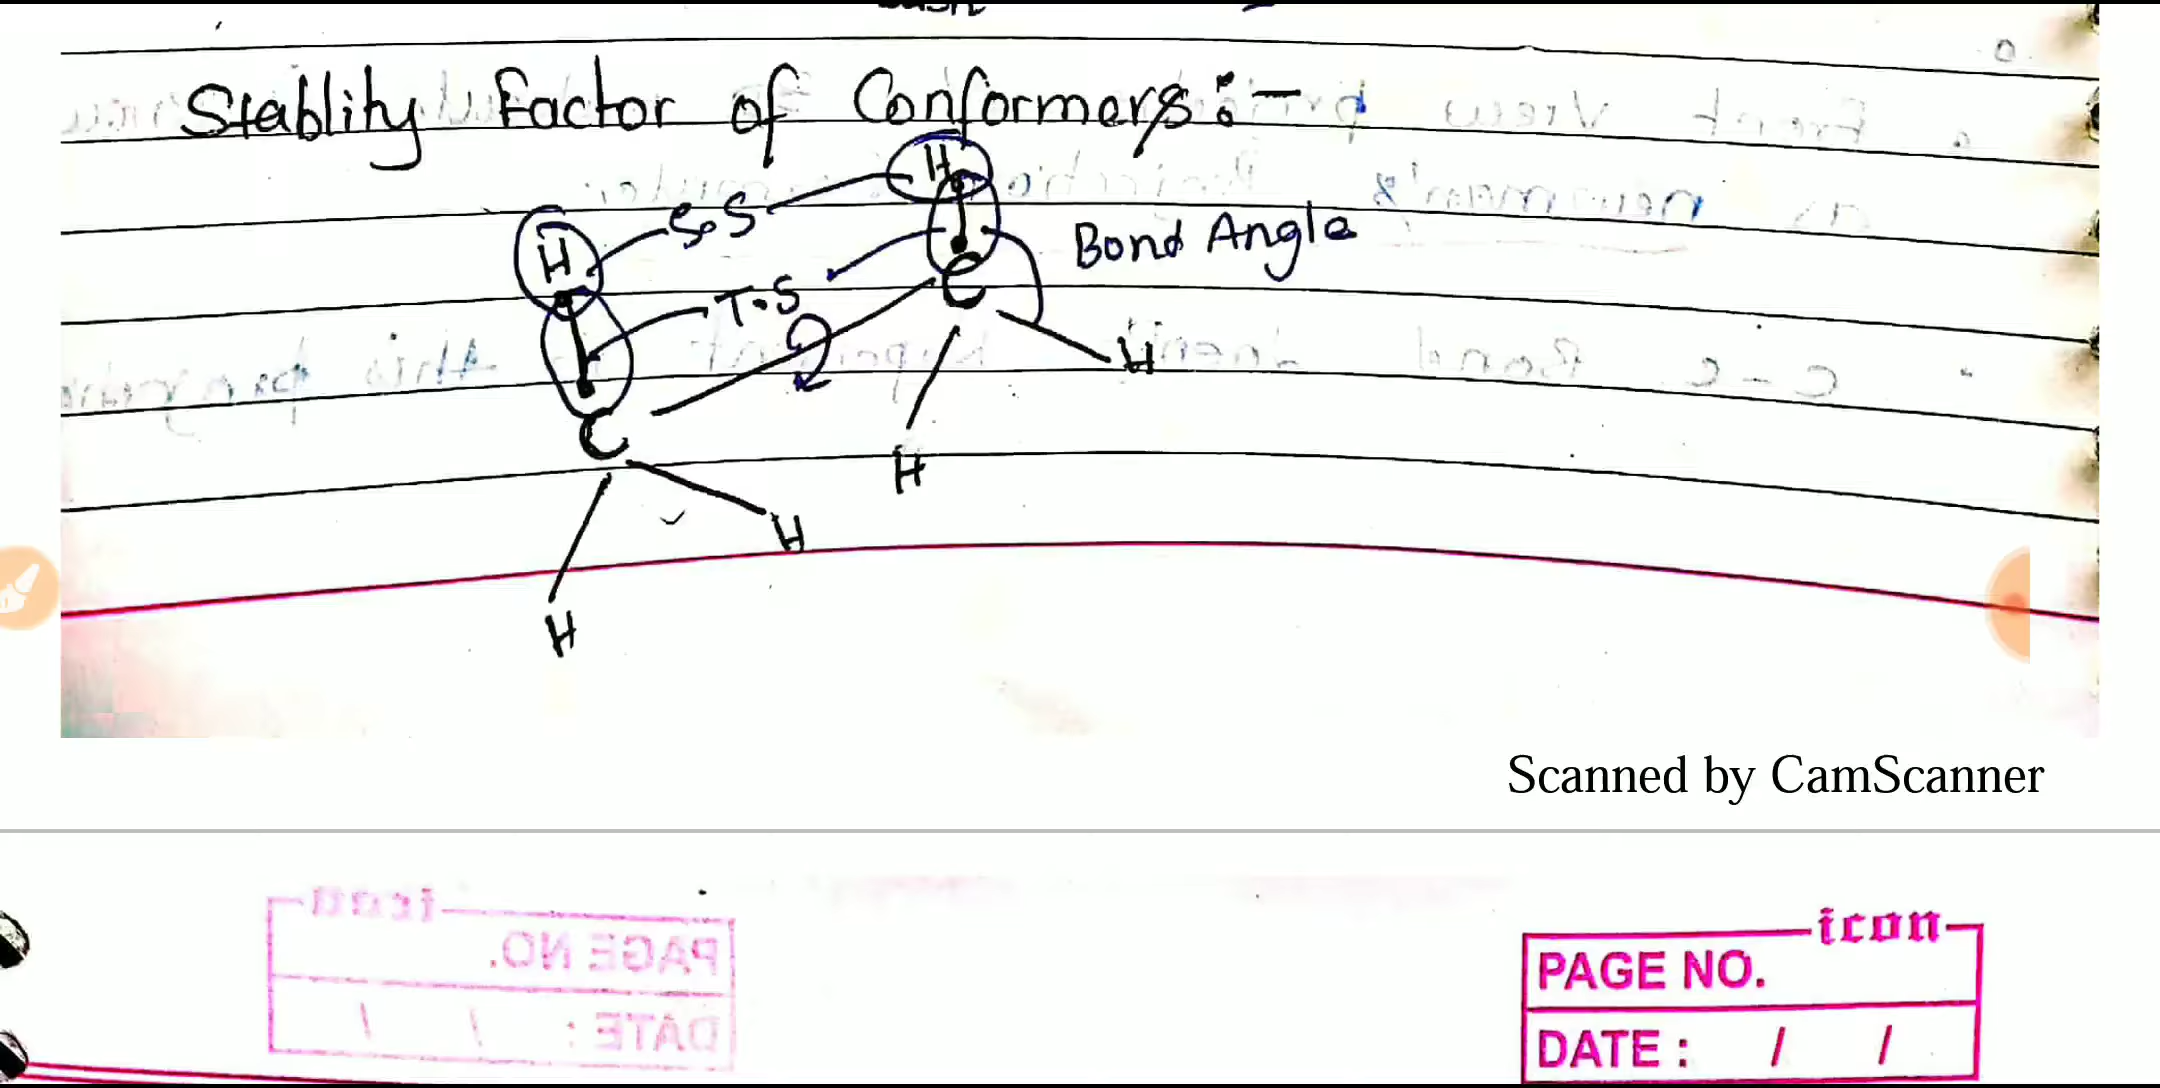 Stablity Factor of Conformers :-
H
S.S
H
Bond Angle
T.S
C
H
C
H
H
H
Scanned by CamScanner
icon
PAGE NO.
DATE : / /